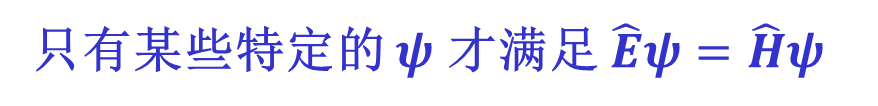 只有某些特定的 ψ 才满足 Êψ = Ĥψ